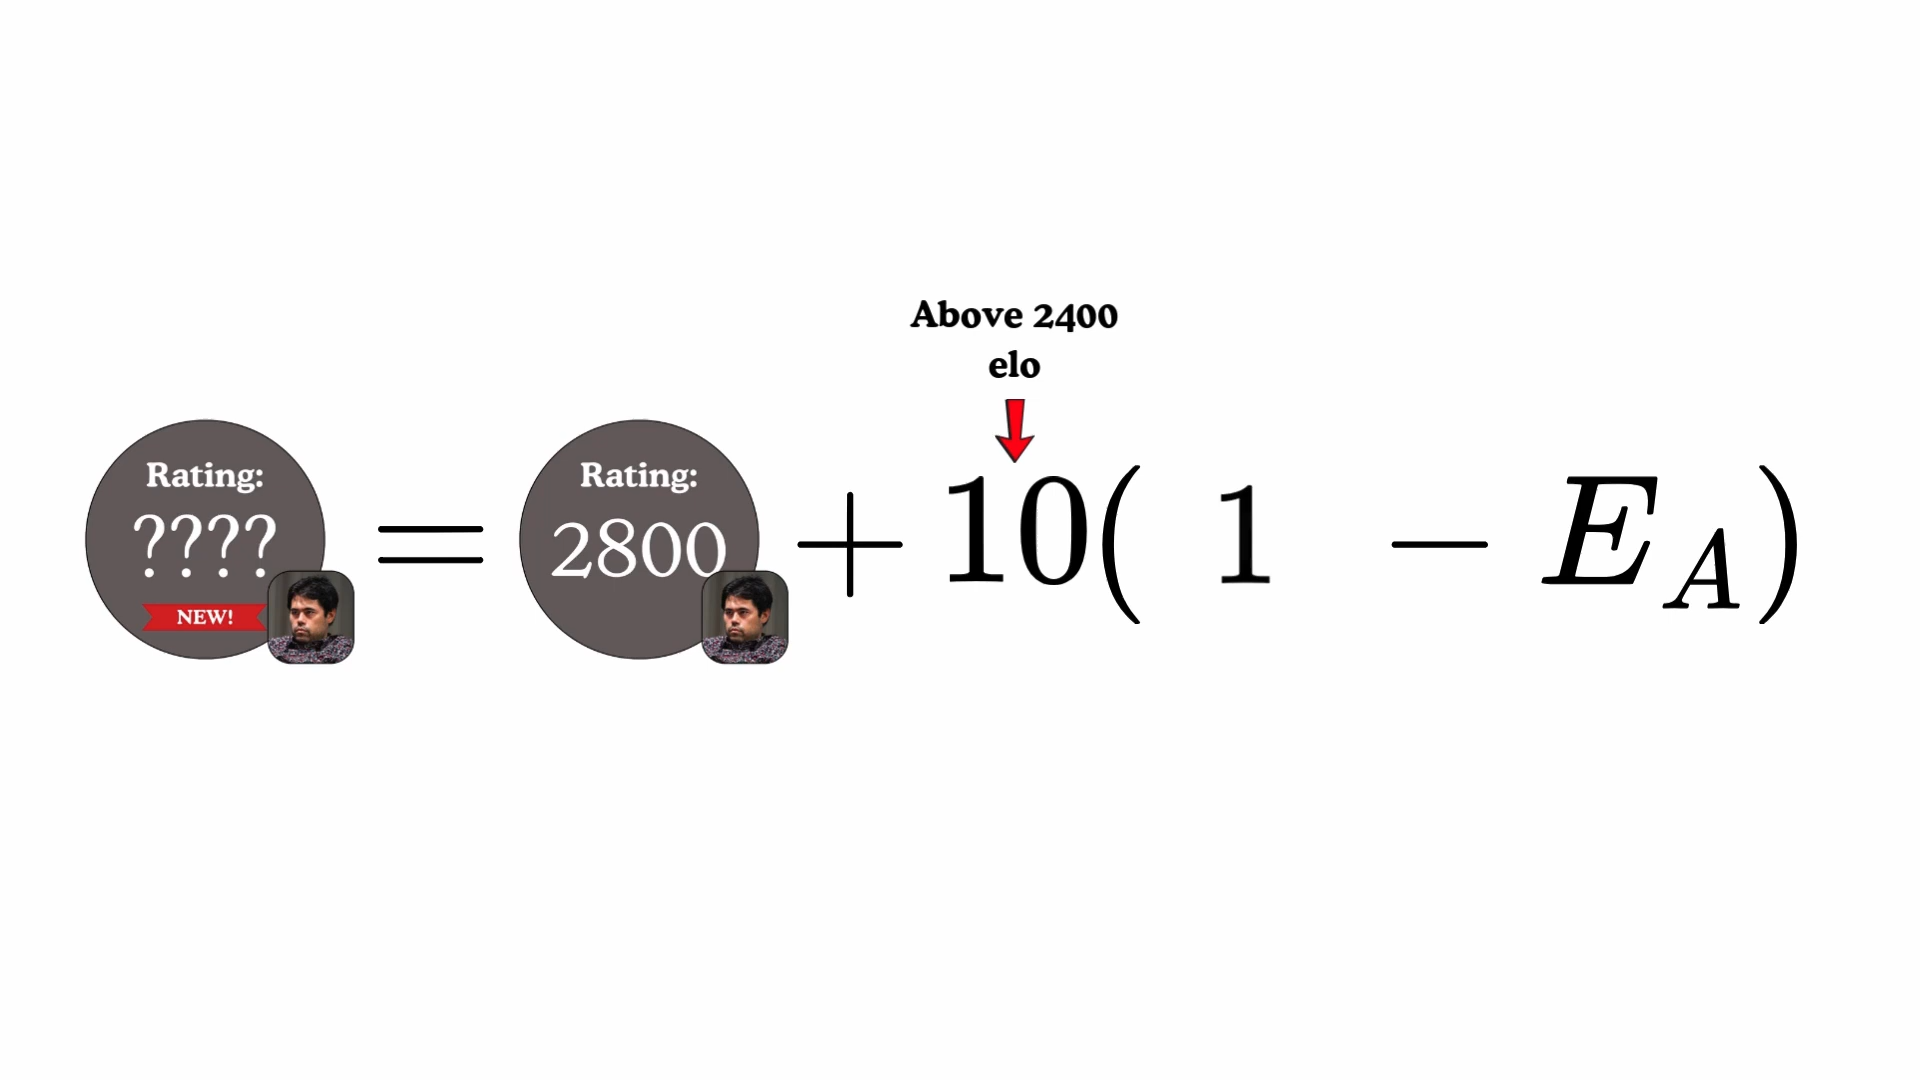 Above 2400
elo
Rating:
????
NEW!
=
Rating:
2800
+ 10( 1 − E_A)